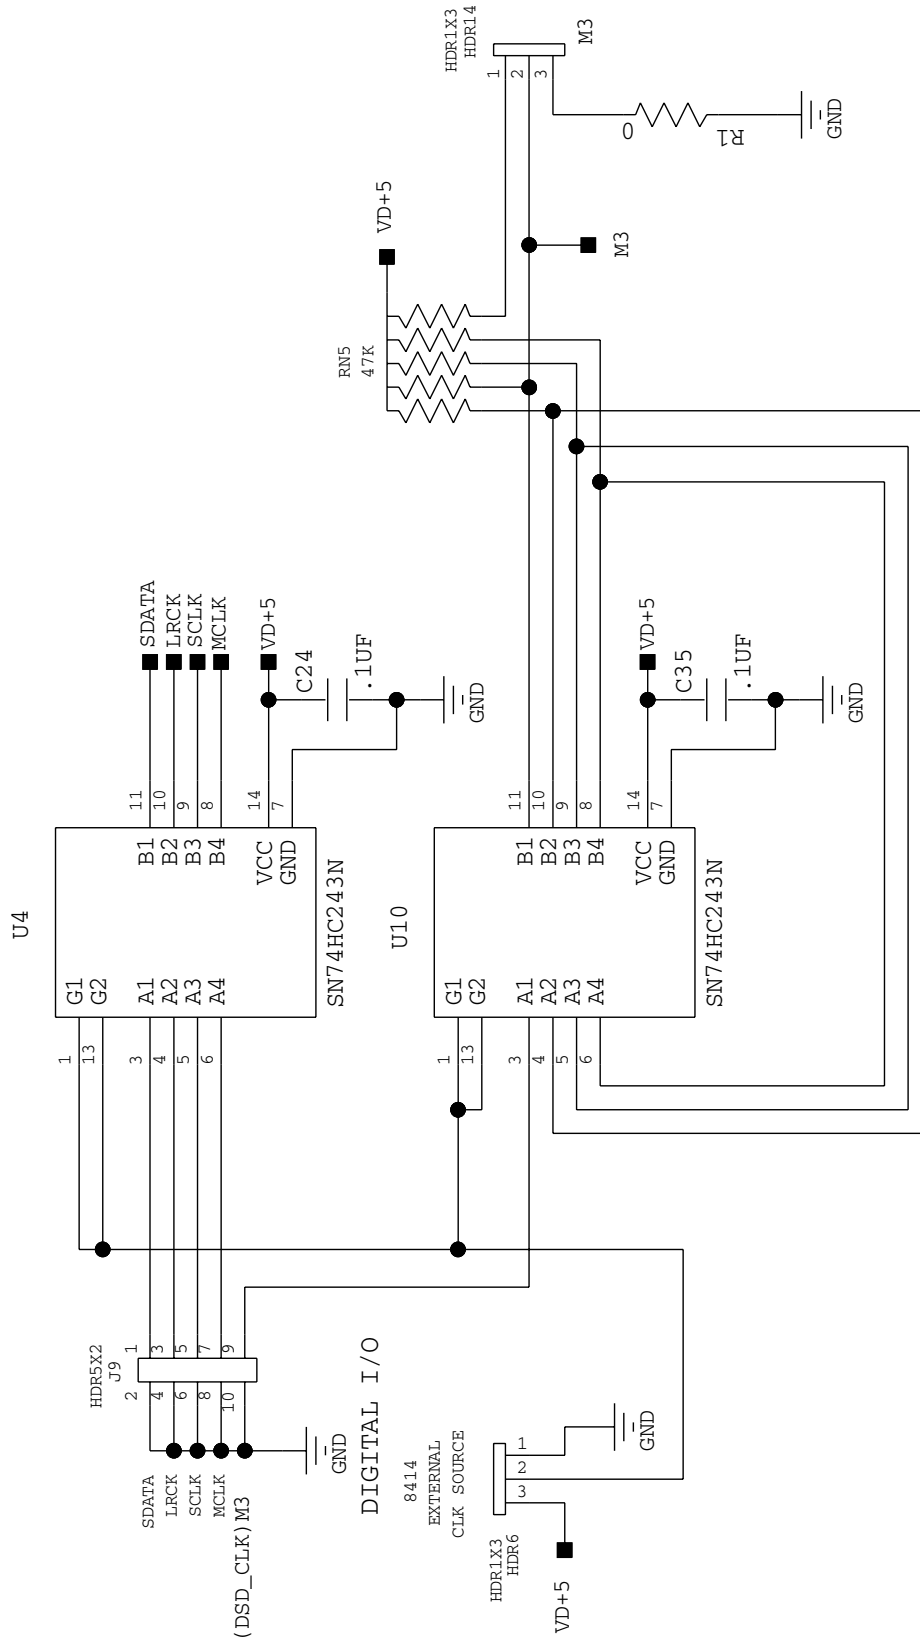 HDR1X3
HDR14
M3
1
2
3
0
R1
GND
VD+5
M3
RN5
47K
SDATA
LRCK
SCLK
MCLK
VD+5
C24
.1UF
GND
VD+5
C35
.1UF
GND
11
10
9
8
14
7
11
10
9
8
14
7
U4
B1
B2
B3
B4
VCC
GND
G1
G2
A1
A2
A3
A4
SN74HC243N
U10
B1
B2
B3
B4
VCC
GND
G1
G2
A1
A2
A3
A4
SN74HC243N
1
13
3
4
5
6
1
13
3
4
5
6
HDR5X2
J9
1
3
5
7
9
2
4
6
8
10
GND
SDATA
LRCK
SCLK
MCLK
(DSD_CLK)M3
DIGITAL I/O
8414
EXTERNAL
CLK SOURCE
1
2
3
GND
HDR1X3
HDR6
VD+5